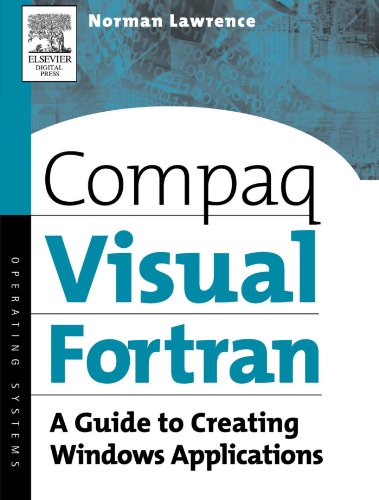 Norman Lawrence
ELSEVIER
DIGITAL
PRESS
Compaq
Visual
Fortran
A Guide to Creating
Windows Applications
OPERATING SYSTEMS